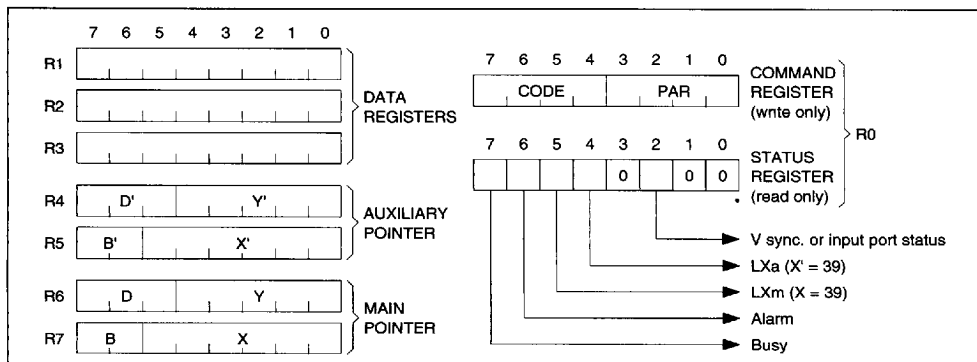 7 6 5 4 3 2 1 0
R1
R2
R3
DATA
REGISTERS
R4 D' Y'
R5 B' X'
AUXILIARY
POINTER
R6 D Y
R7 B X
MAIN
POINTER
7 6 5 4 3 2 1 0
CODE PAR
COMMAND
REGISTER
(wnte only)
R0
7 6 5 4 3 2 1 0
0 0 0
STATUS
REGISTER
(read only)
V sync. or input port status
LXa (X' = 39)
LXm (X = 39)
Alarm
Busy